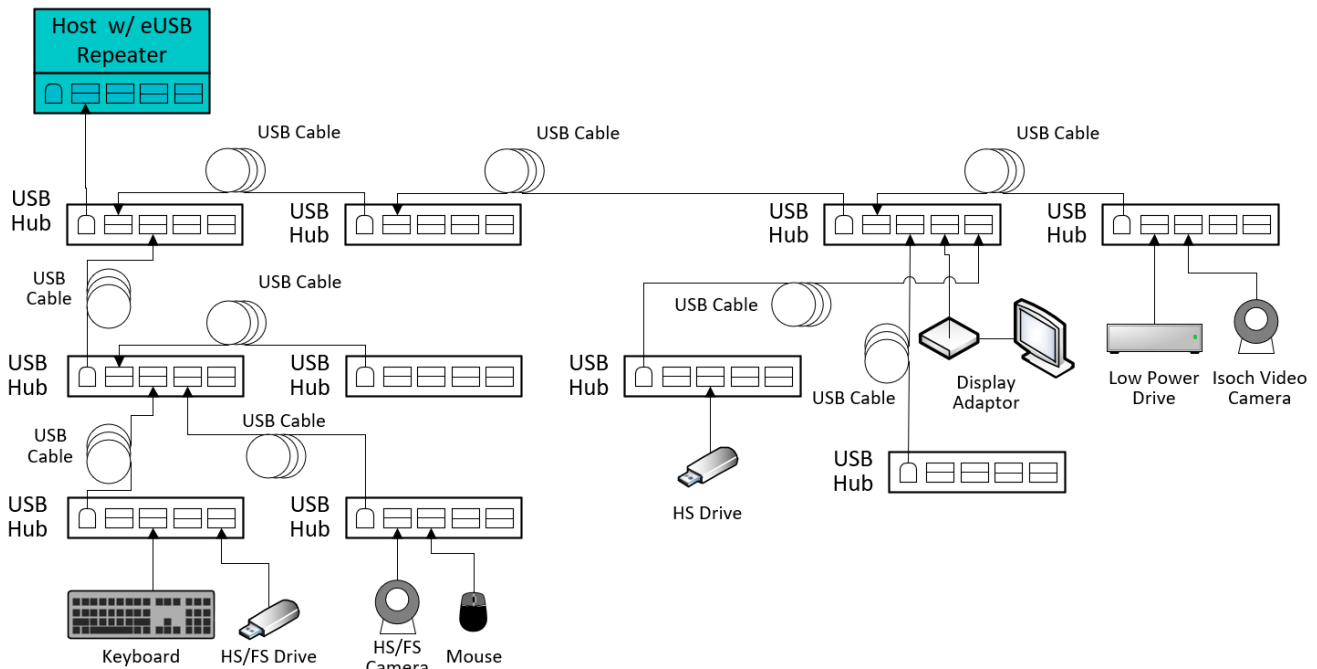 Host w/ eUSB
Repeater
USB Cable
USB Cable
USB Cable
USB
Hub
USB
Hub
USB
Hub
USB
Hub
USB
Cable
USB Cable
USB Cable
USB
Hub
USB
Hub
USB
Hub
USB Cable
Display
Adaptor
Low Power
Drive
Isoch Video
Camera
USB
Cable
USB Cable
USB
Hub
HS Drive
USB
Hub
USB
Hub
Keyboard
HS/FS Drive
HS/FS
Camera
Mouse